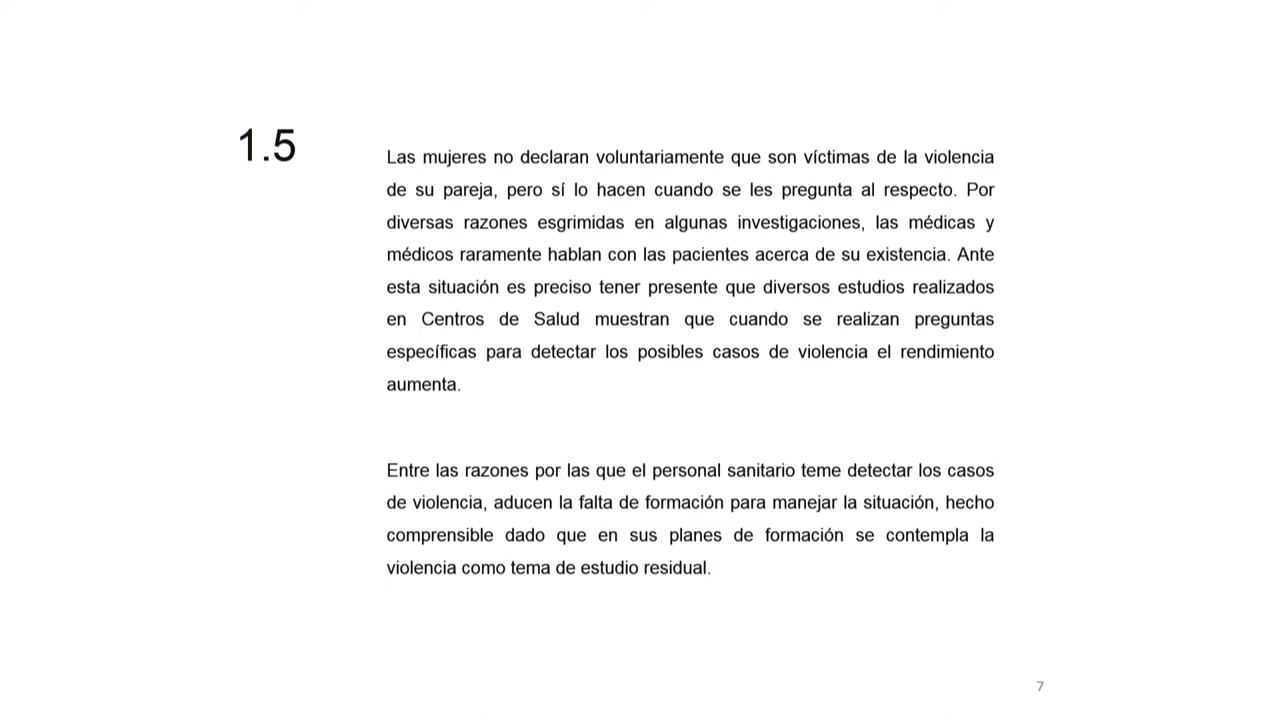 1.5
Las mujeres no declaran voluntariamente que son víctimas de la violencia
de su pareja, pero sí lo hacen cuando se les pregunta al respecto. Por
diversas razones esgrimidas en algunas investigaciones, las médicas y
médicos raramente hablan con las pacientes acerca de su existencia. Ante
esta situación es preciso tener presente que diversos estudios realizados
en Centros de Salud muestran que cuando se realizan preguntas
específicas para detectar los posibles casos de violencia el rendimiento
aumenta.
Entre las razones por las que el personal sanitario teme detectar los casos
de violencia, aducen la falta de formación para manejar la situación, hecho
comprensible dado que en sus planes de formación se contempla la
violencia como tema de estudio residual.
7